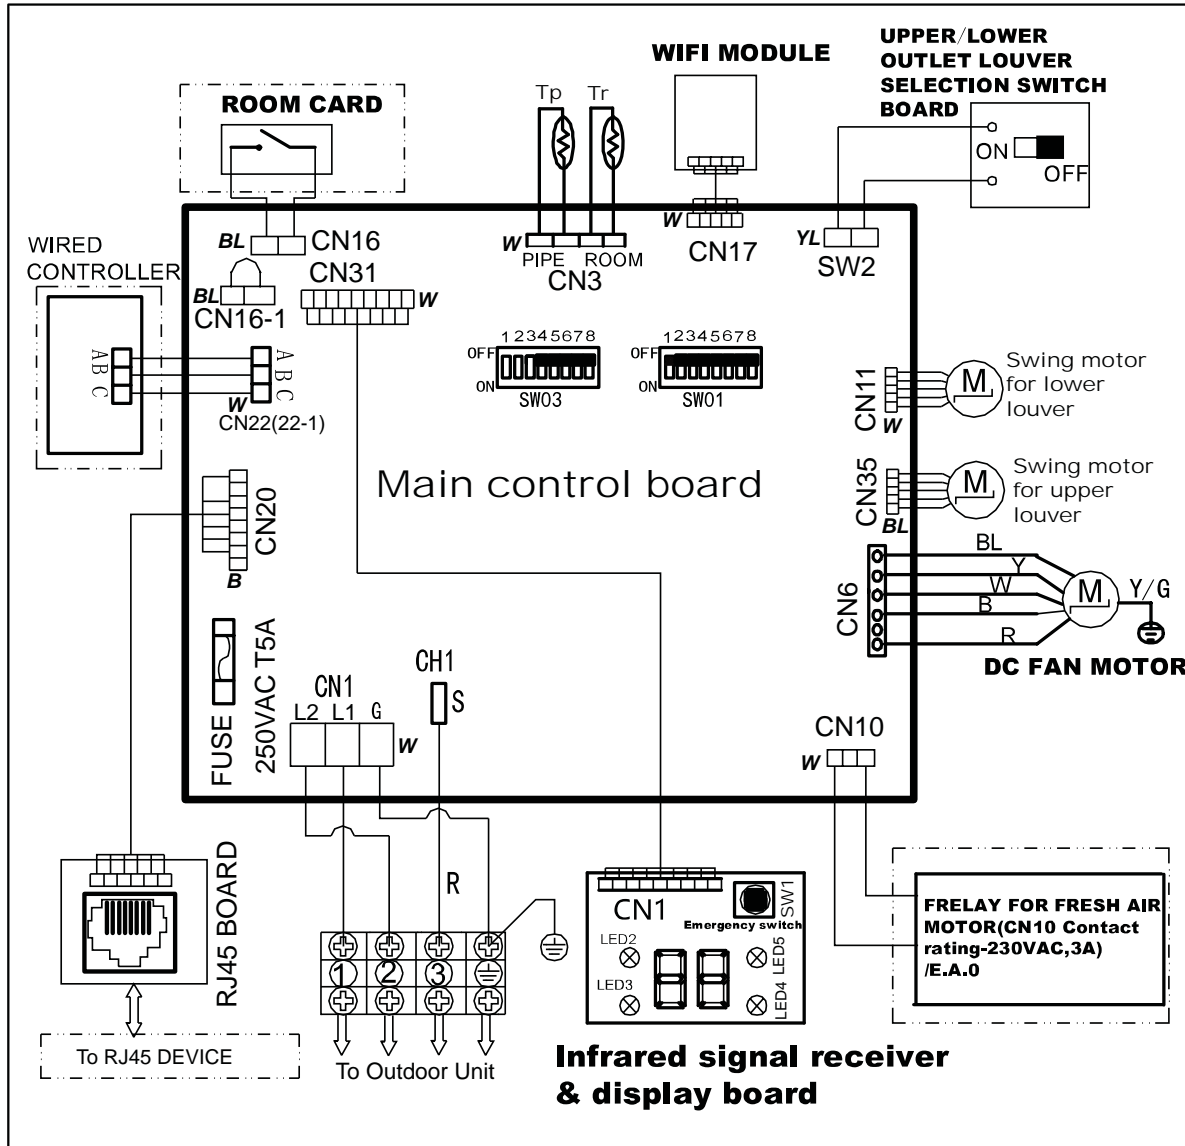 UPPER/LOWER
OUTLET LOUVER
SELECTION SWITCH
BOARD
ON
OFF
WIFI MODULE
ROOM CARD
Tp
Tr
BL
CN16
CN31
W
W
PIPE
ROOM
CN3
W
CN17
YL
SW2
WIRED
CONTROLLER
BL
CN16-1
A
B
C
A
B
C
W
CN22(22-1)
12345678
OFF
ON
SW03
12345678
OFF
ON
SW01
CN11
W
M
Swing motor
for lower
louver
Main control board
CN35
BL
M
Swing motor
for upper
louver
CN20
B
CN6
BL
Y
W
B
R
M
Y/G
DC FAN MOTOR
FUSE
250VAC T5A
CN1
L2
L1
G
W
CH1
S
CN10
W
R
RJ45 BOARD
To RJ45 DEVICE
1
2
3
To Outdoor Unit
CN1
SW1
Emergency switch
LED2
LED3
LED5
LED4
Infrared signal receiver
& display board
FRELAY FOR FRESH AIR
MOTOR(CN10 Contact
rating-230VAC,3A)
/E.A.0